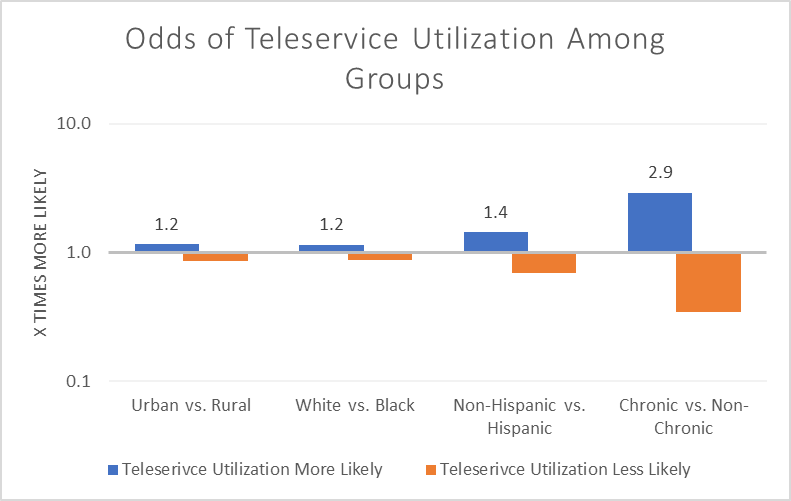 Odds of Teleservice Utilization Among
Groups
X TIMES MORE LIKELY
10.0
1.0
0.1
1.2
1.2
1.4
2.9
Urban vs. Rural
White vs. Black
Non-Hispanic vs.
Hispanic
Chronic vs. Non-
Chronic
Teleserivce Utilization More Likely
Teleserivce Utilization Less Likely